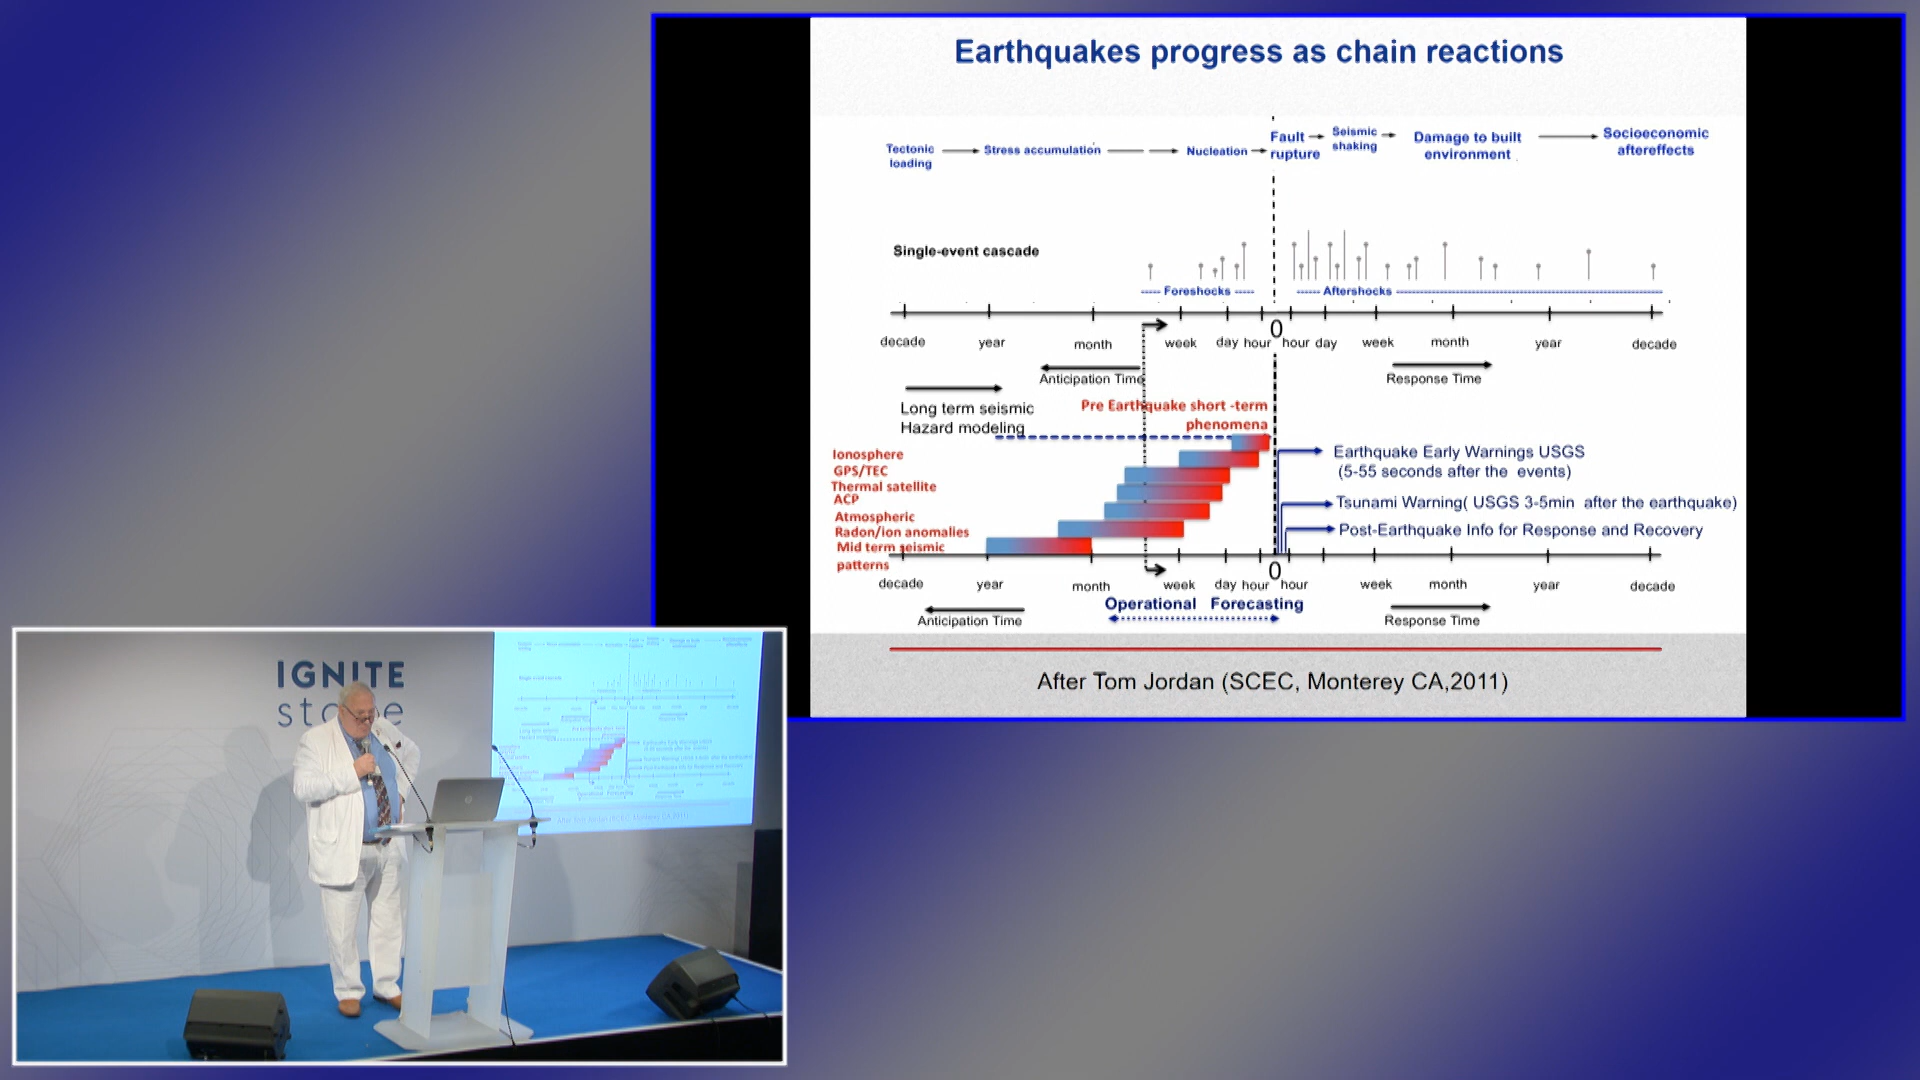 Earthquakes progress as chain reactions
Tectonic
loading
Stress accumulation
Nucleation
Fault
rupture
Seismic
shaking
Damage to built
environment
Socioeconomic
aftereffects
Single-event cascade
Foreshocks
Aftershocks
0
decade year month week day hour hour day week month year decade
Anticipation Time
Response Time
Long term seismic
Hazard modeling
Pre Earthquake short -term
phenomena
Ionosphere
GPS/TEC
Thermal satellite
ACP
Atmospheric
Radon/ion anomalies
Mid term seismic
patterns
Earthquake Early Warnings USGS
(5-55 seconds after the events)
Tsunami Warning( USGS 3-5min after the earthquake)
Post-Earthquake Info for Response and Recovery
0
decade year month week day hour hour week month year decade
Operational Forecasting
Anticipation Time
Response Time
After Tom Jordan (SCEC, Monterey CA,2011)
IGNITE